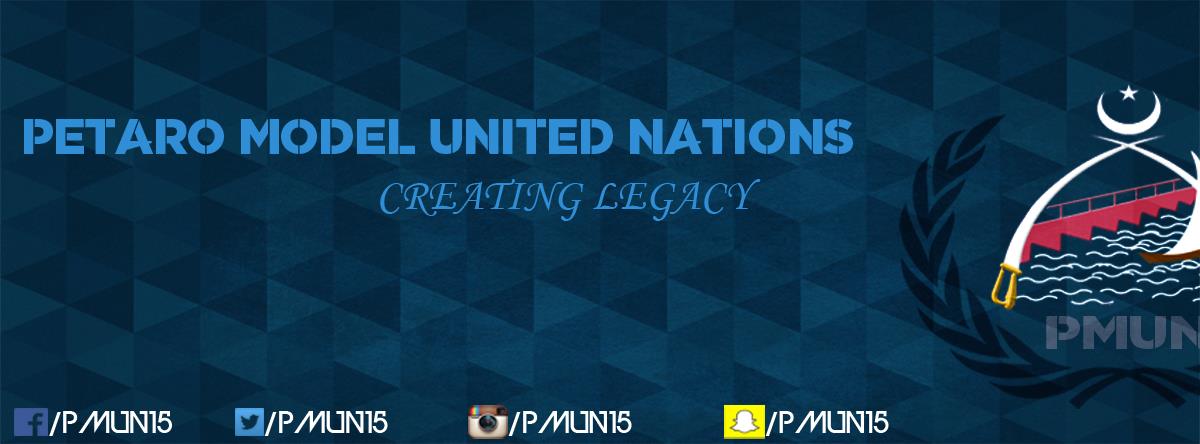 PETARO MODEL UNITED NATIONS
CREATING LEGACY
PMUN
/PMUN15 /PMUN15 /PMUN15 /PMUN15